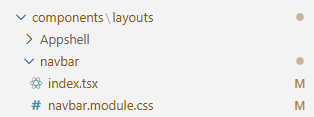 components\layouts
Appshell
navbar
index.tsx M
# navbar.module.css M